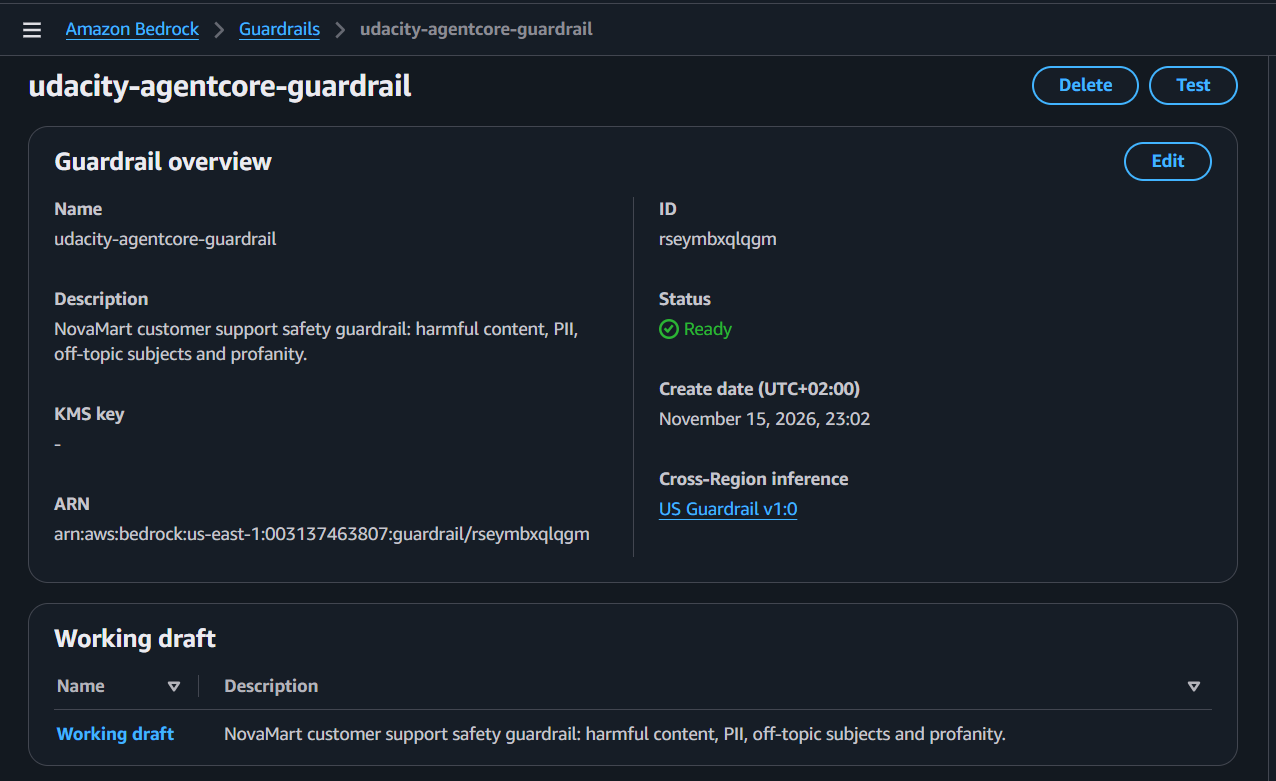 Amazon Bedrock > Guardrails > udacity-agentcore-guardrail
udacity-agentcore-guardrail
Delete
Test
Guardrail overview
Edit
Name
udacity-agentcore-guardrail
Description
NovaMart customer support safety guardrail: harmful content, PII,
off-topic subjects and profanity.
KMS key
-
ARN
arn:aws:bedrock:us-east-1:003137463807:guardrail/rseymbxqlqgm
ID
rseymbxqlqgm
Status
Ready
Create date (UTC+02:00)
November 15, 2026, 23:02
Cross-Region inference
US Guardrail v1:0
Working draft
Name
Description
Working draft
NovaMart customer support safety guardrail: harmful content, PII, off-topic subjects and profanity.